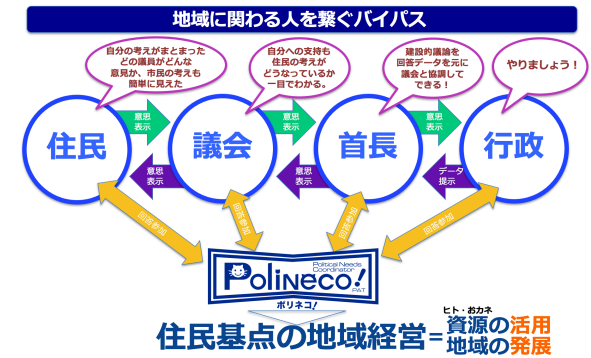 地域に関わる人を繋ぐバイパス
自分の考えがまとまった
どの議員がどんな
意見か、市民の考えも
簡単に見えた
自分への支持も
住民の考えが
どうなっているか
一目でわかる。
建設的議論を
回答データを元に
議会と協調して
できる！
やりましょう！
住民
議会
首長
行政
意思
表示
意思
表示
意思
表示
意思
表示
意思
表示
データ
提示
回答参加
回答参加
回答参加
回答参加
Political Needs
Coordinator
Polineco!
PAT.
ポリネコ!
住民基点の地域経営=
ヒト・おカネ
資源の活用
地域の発展